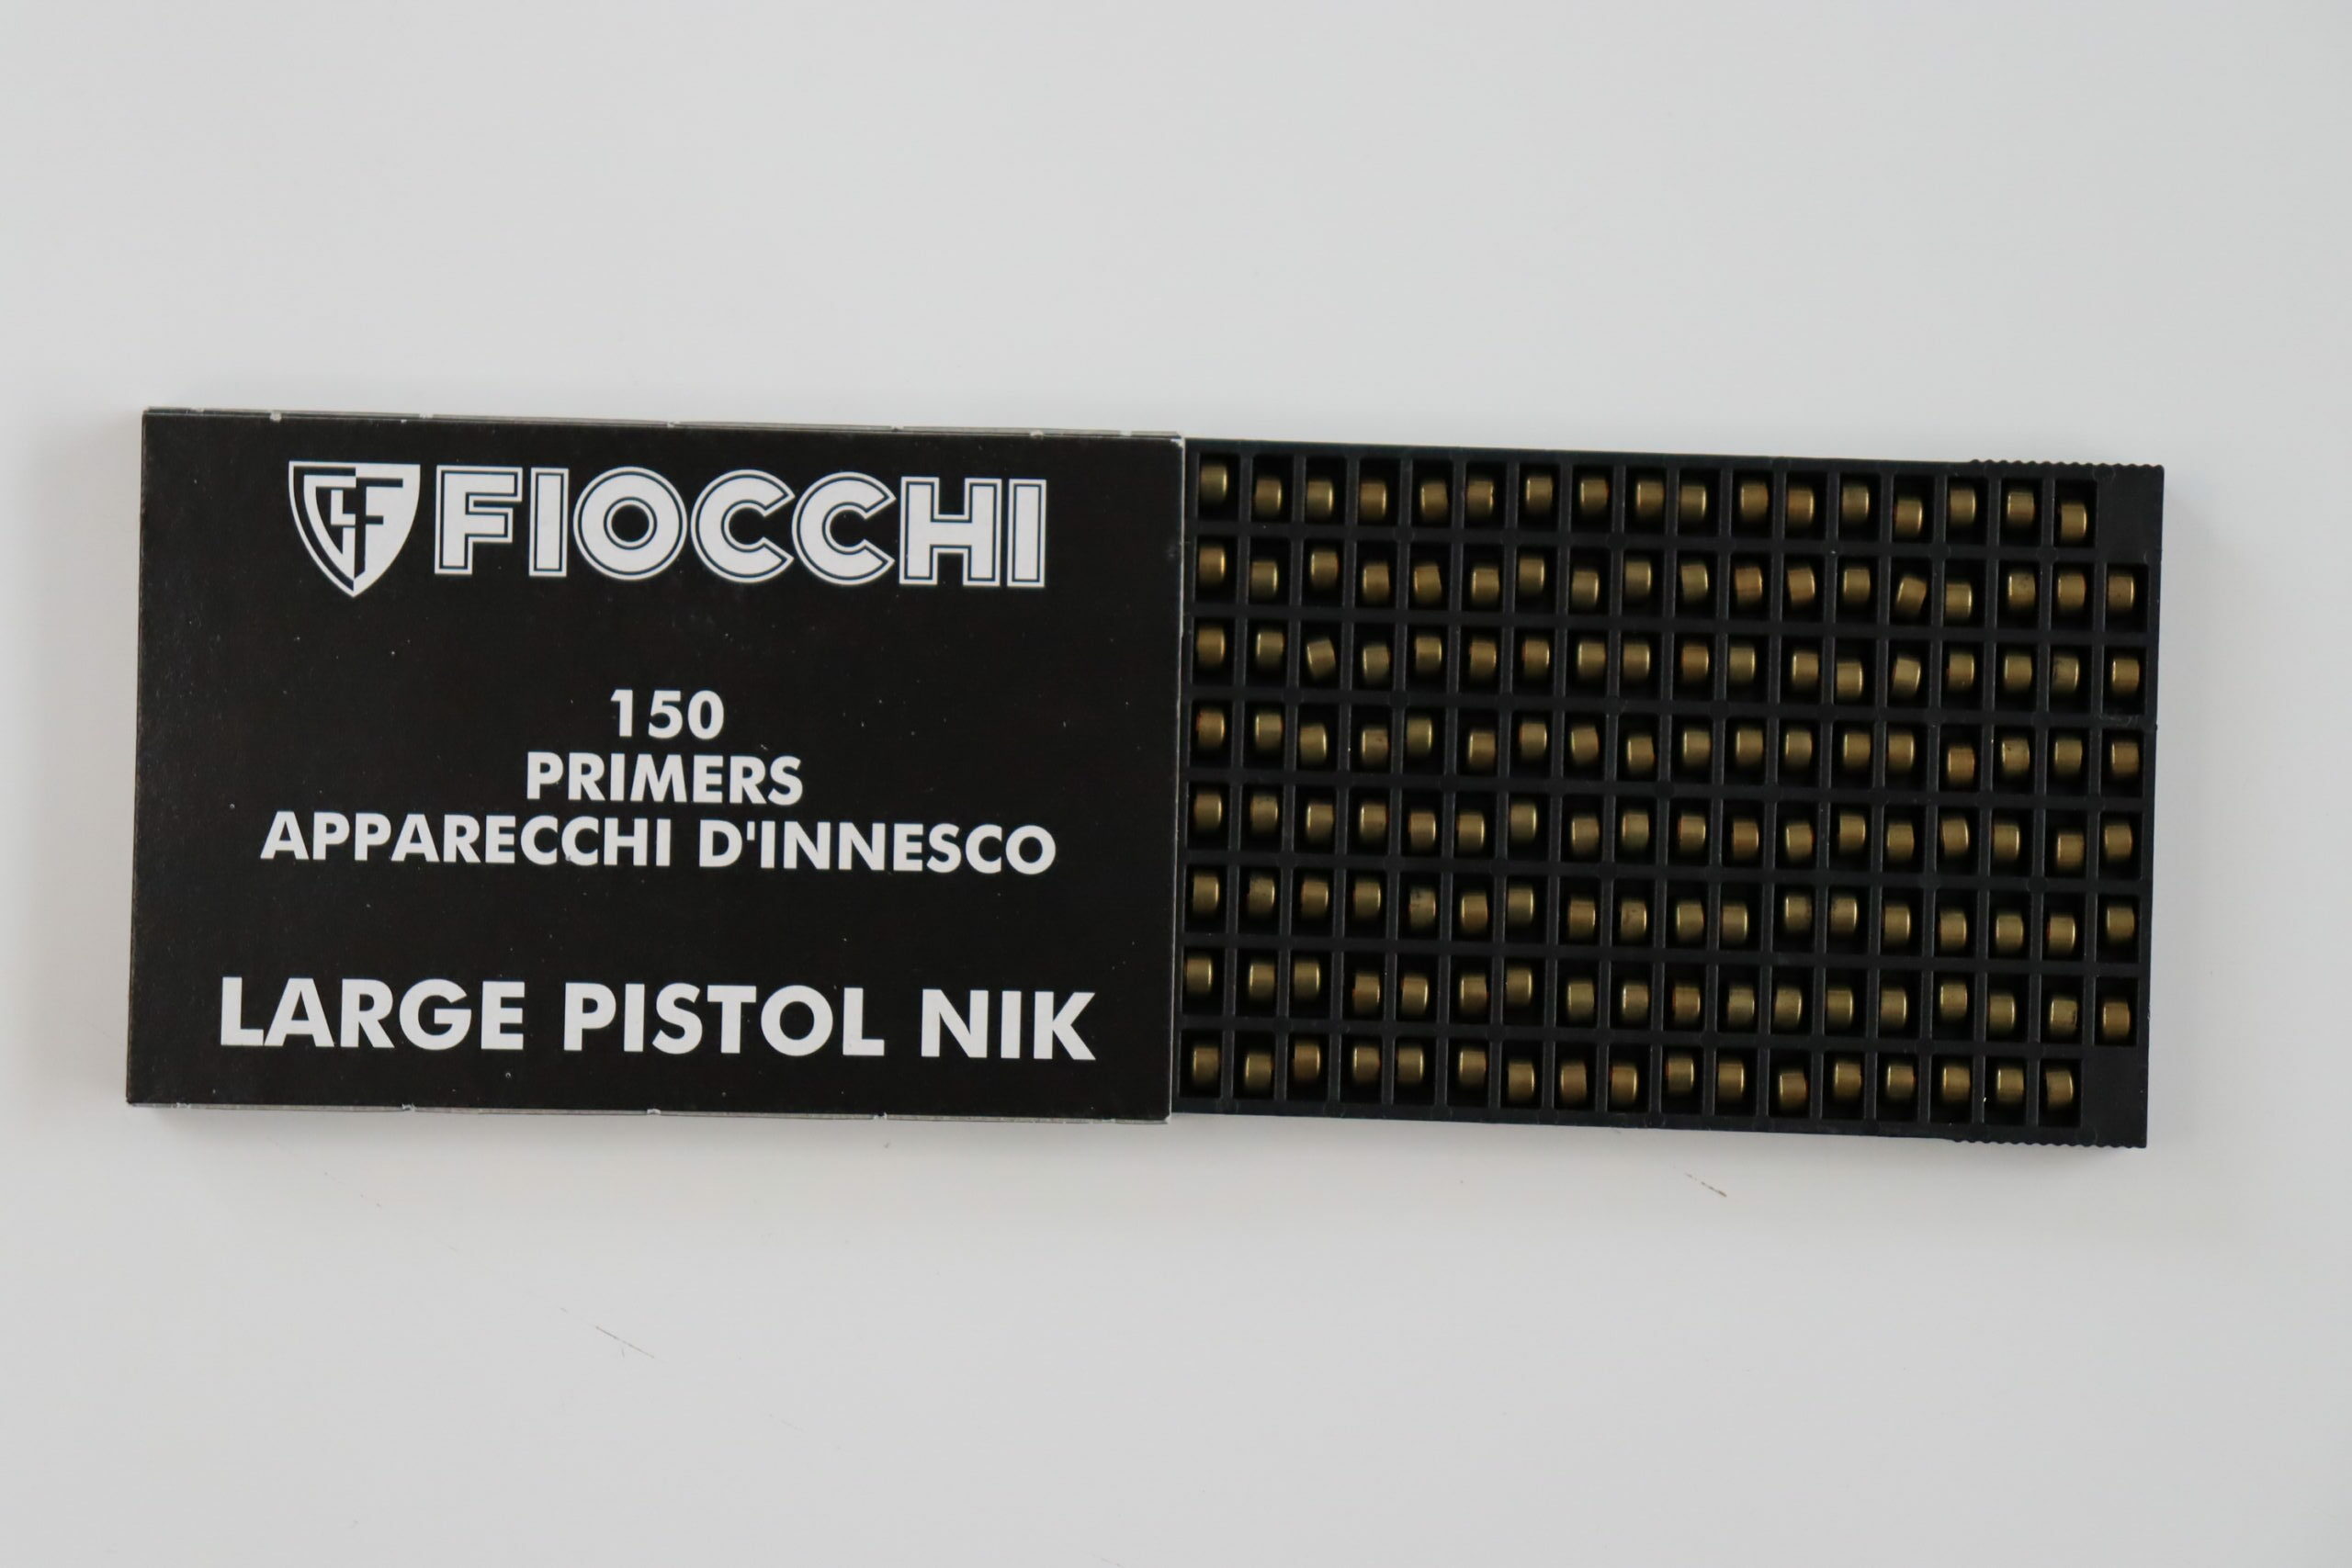 FIOCCHI
150
PRIMERS
APPARECCHI D'INNESCO
LARGE PISTOL NIK